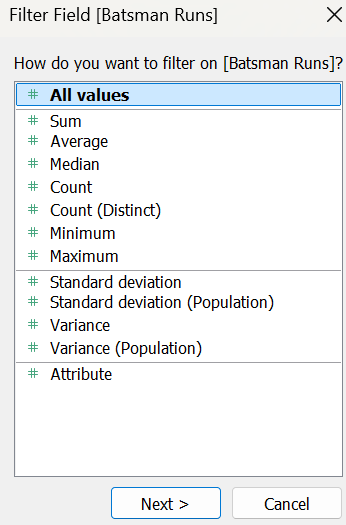 Filter Field [Batsman Runs]
How do you want to filter on [Batsman Runs]?
# All values
# Sum
# Average
# Median
# Count
# Count (Distinct)
# Minimum
# Maximum
# Standard deviation
# Standard deviation (Population)
# Variance
# Variance (Population)
# Attribute
Next > Cancel